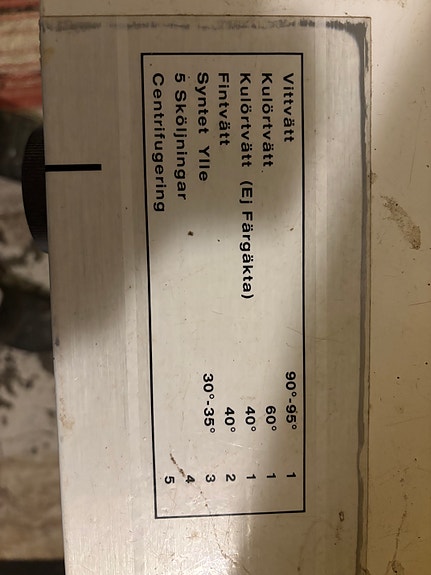 Vittvätt 90°-95° 1
Kulörtvätt 60° 1
Kulörtvätt (Ej Färgäkta) 40° 1
Fintvätt 40° 2
Syntet Ylle 30°-35° 3
5 Sköljningar 4
Centrifugering 5